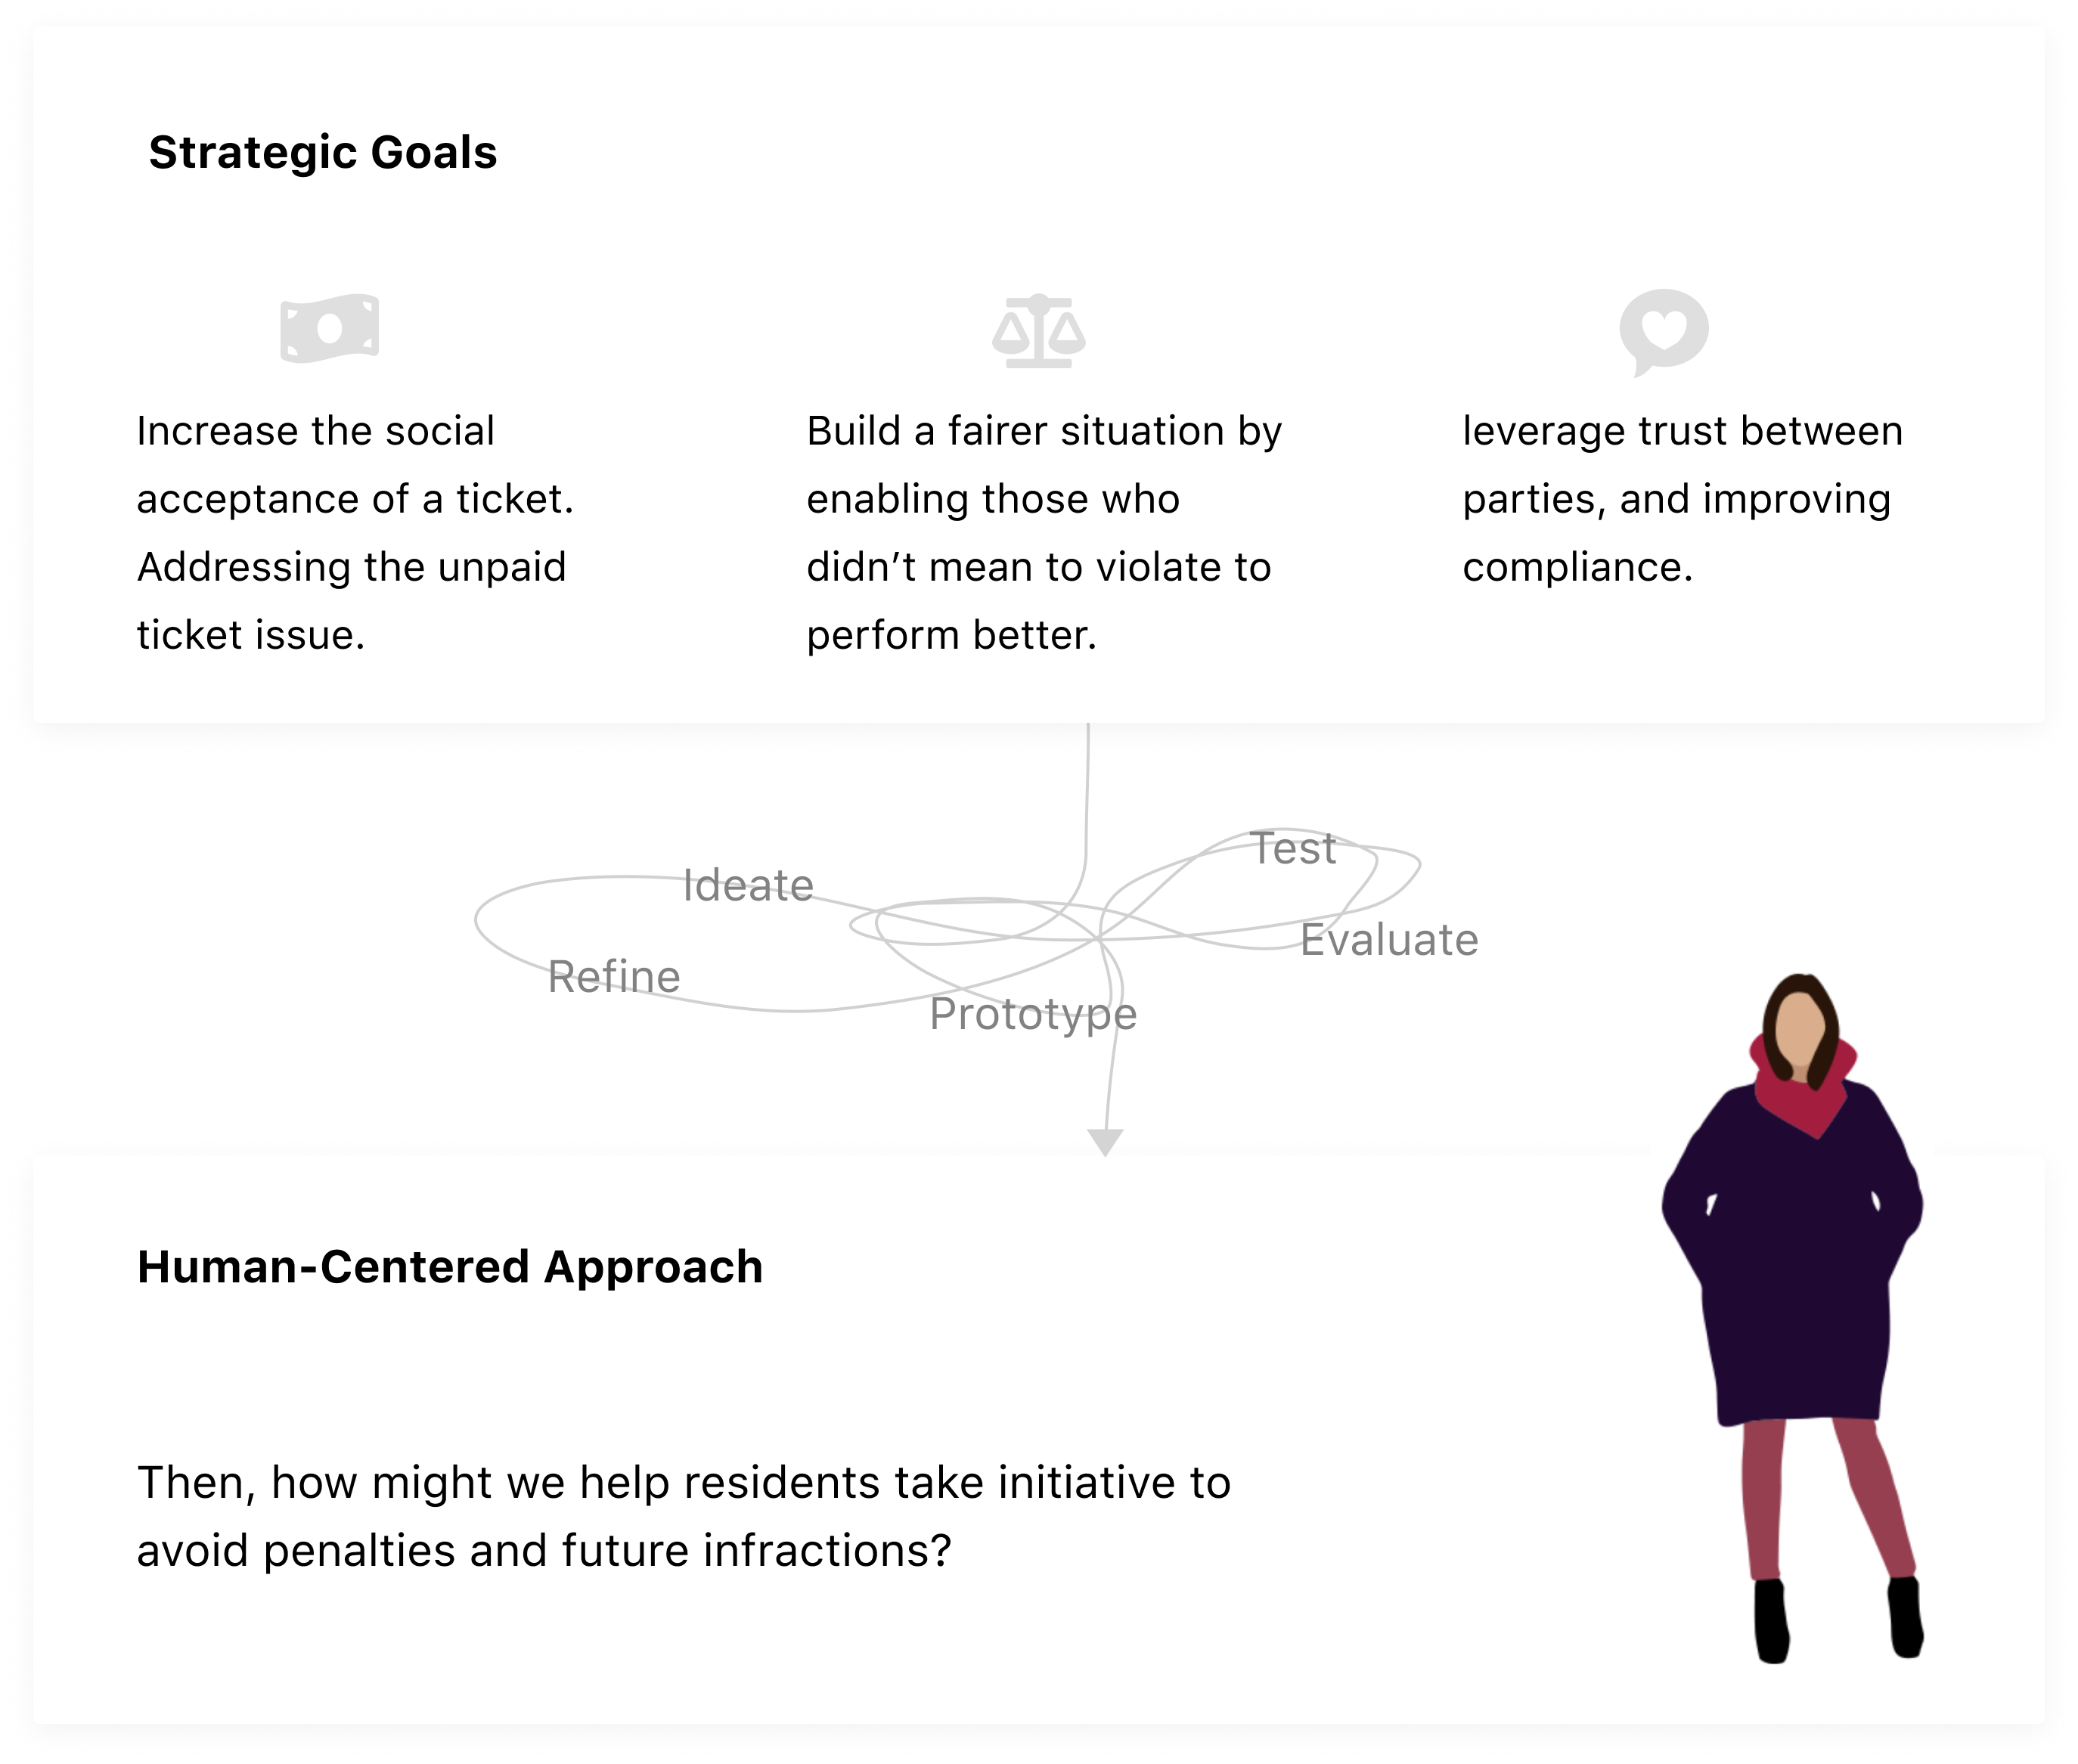 Strategic Goals
Increase the social
acceptance of a ticket.
Addressing the unpaid
ticket issue.
Build a fairer situation by
enabling those who
didn’t mean to violate to
perform better.
leverage trust between
parties, and improving
compliance.
Test
Ideate
Evaluate
Refine
Prototype
Human-Centered Approach
Then, how might we help residents take initiative to
avoid penalties and future infractions?